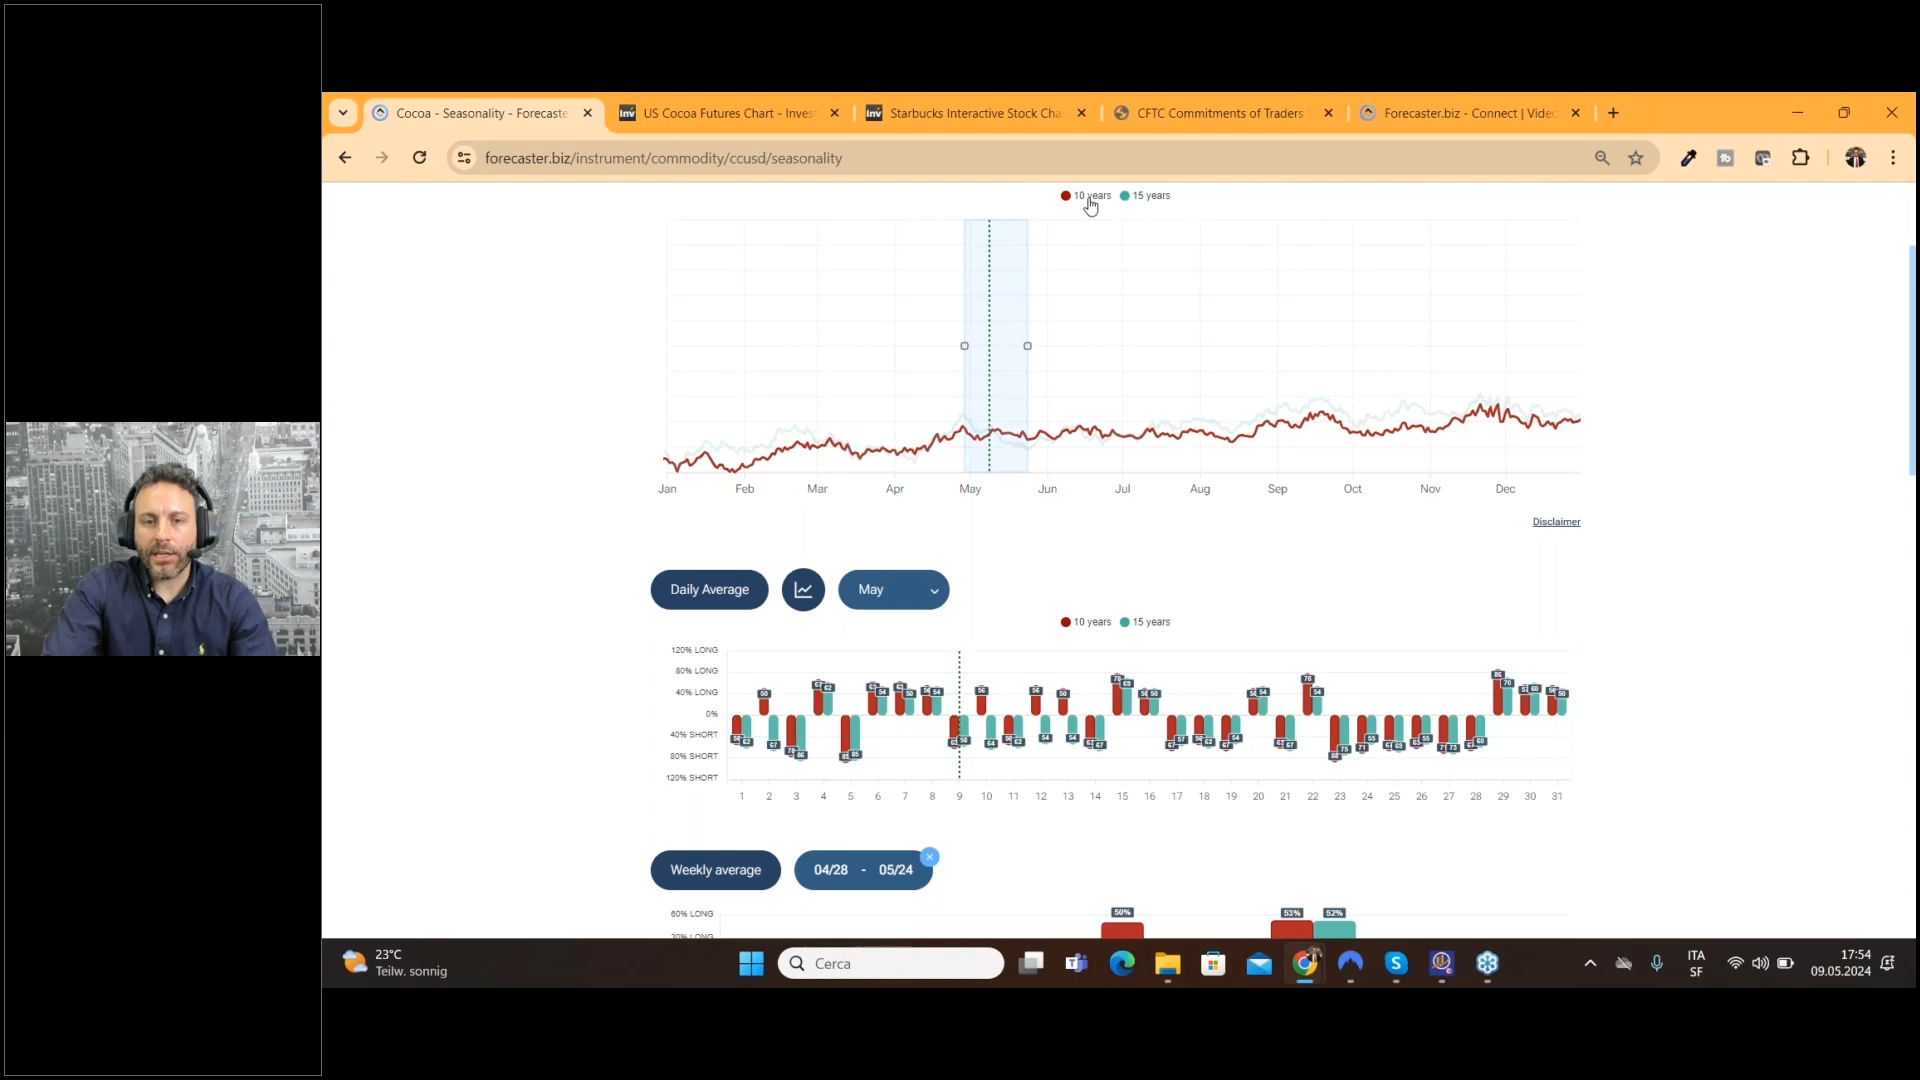 Cocoa - Seasonality - Forecaste
US Cocoa Futures Chart - Inves
Starbucks Interactive Stock Cha
CFTC Commitments of Traders
Forecaster.biz - Connect | Vide
forecaster.biz/instrument/commodity/ccusd/seasonality
10 years 15 years
Jan Feb Mar Apr May Jun Jul Aug Sep Oct Nov Dec
Disclaimer
Daily Average May
10 years 15 years
120% LONG
80% LONG
40% LONG
0%
40% SHORT
80% SHORT
120% SHORT
1 2 3 4 5 6 7 8 9 10 11 12 13 14 15 16 17 18 19 20 21 22 23 24 25 26 27 28 29 30 31
Weekly average 04/28 - 05/24
60% LONG 50% 53% 52%
30% LONG
23°C
Teilw. sonnig
Cerca
ITA
SF
17:54
09.05.2024